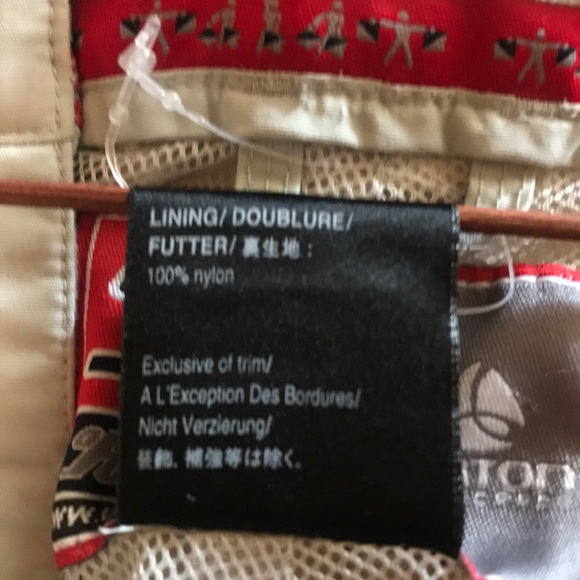 LINING/ DOUBLURE/
FUTTER/ 裏生地 :
100% nylon
Exclusive of trim/
A L'Exception Des Bordures/
Nicht Verzierung/
装飾、補強等は除く。